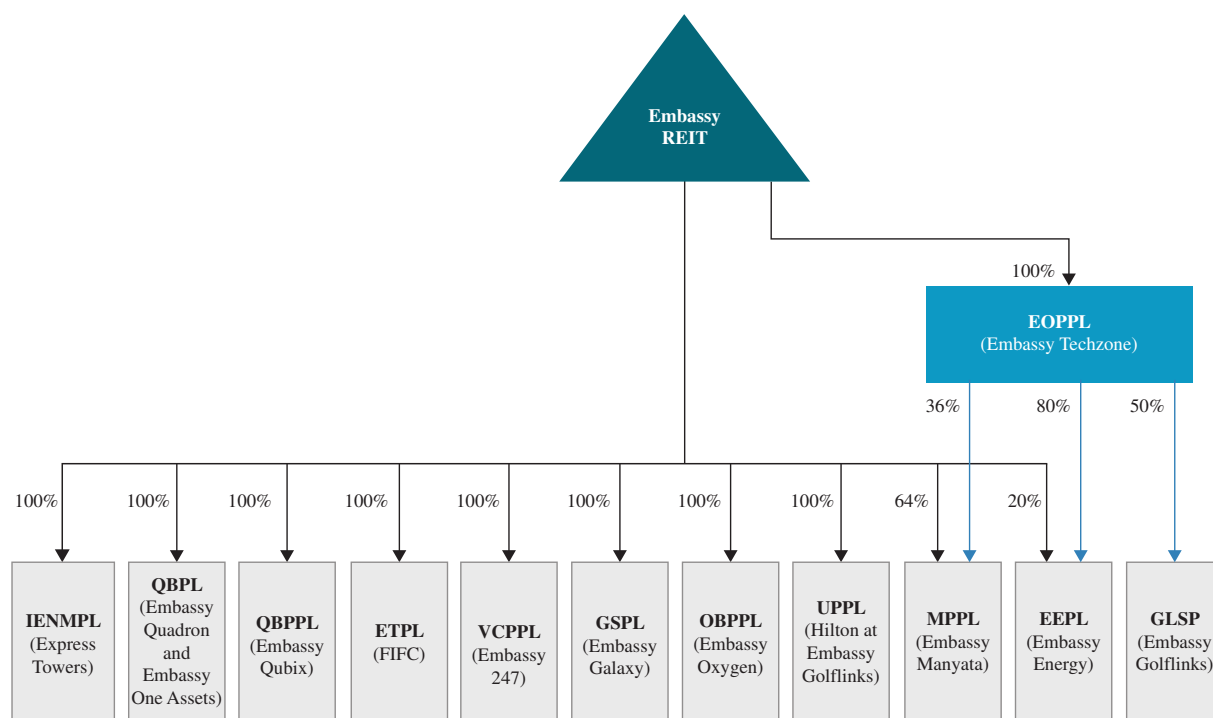 Embassy
REIT
100%
EOPPL
(Embassy Techzone)
36%
80%
50%
100%
100%
100%
100%
100%
100%
100%
100%
64%
20%
IENMPL
(Express
Towers)
QBPL
(Embassy
Quadron
and
Embassy
One Assets)
QBPPL
(Embassy
Qubix)
ETPL
(FIFC)
VCPPL
(Embassy
247)
GSPL
(Embassy
Galaxy)
OBPPL
(Embassy
Oxygen)
UPPL
(Hilton at
Embassy
Golflinks)
MPPL
(Embassy
Manyata)
EEPL
(Embassy
Energy)
GLSP
(Embassy
Golflinks)